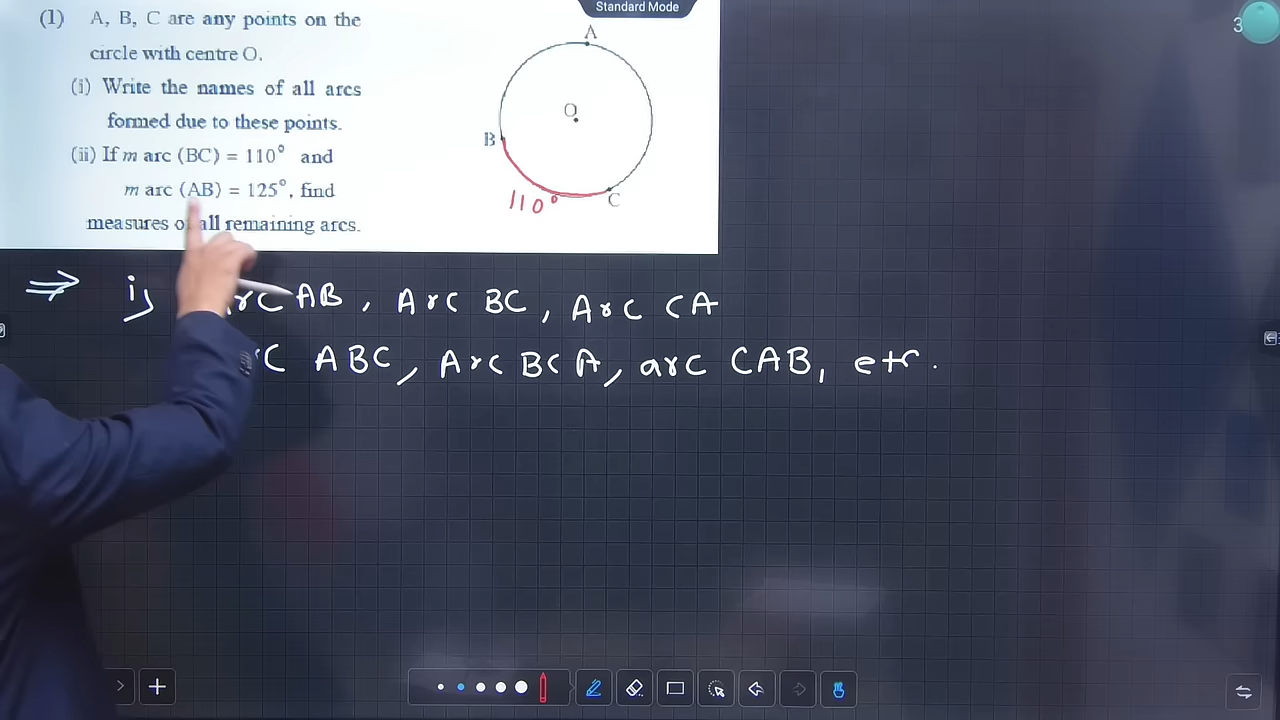 Standard Mode
3
(1) A, B, C are any points on the
circle with centre O.
(i) Write the names of all arcs
formed due to these points.
(ii) If m arc (BC) = 110° and
m arc (AB) = 125°, find
measures of all remaining arcs.
A
O
B
C
110°
⇒ i) AB, Arc BC, Arc CA
ABC, Arc BCA, arc CAB, etc.